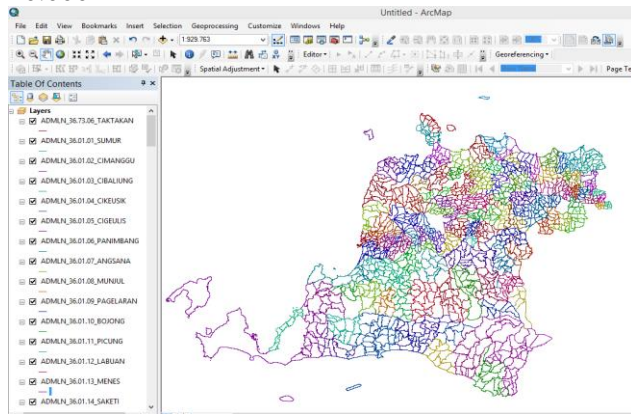 Untitled - ArcMap
File Edit View Bookmarks Insert Selection Geoprocessing Customize Windows Help
1:929.763
Editor
Georeferencing
Spatial Adjustment
Page Te
Table Of Contents
Layers
ADMLN_36.73.06_TAKTAKAN
ADMLN_36.01.01_SUMUR
ADMLN_36.01.02_CIMANGGU
ADMLN_36.01.03_CIBALIUNG
ADMLN_36.01.04_CIKEUSIK
ADMLN_36.01.05_CIGEULIS
ADMLN_36.01.06_PANIMBANG
ADMLN_36.01.07_ANGSANA
ADMLN_36.01.08_MUNJUL
ADMLN_36.01.09_PAGELARAN
ADMLN_36.01.10_BOJONG
ADMLN_36.01.11_PICUNG
ADMLN_36.01.12_LABUAN
ADMLN_36.01.13_MENES
ADMLN_36.01.14_SAKETI